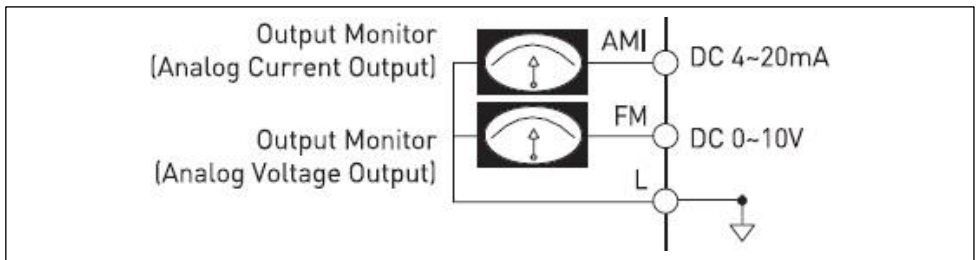 Output Monitor
(Analog Current Output)
AMI
DC 4~20mA
Output Monitor
(Analog Voltage Output)
FM
DC 0~10V
L